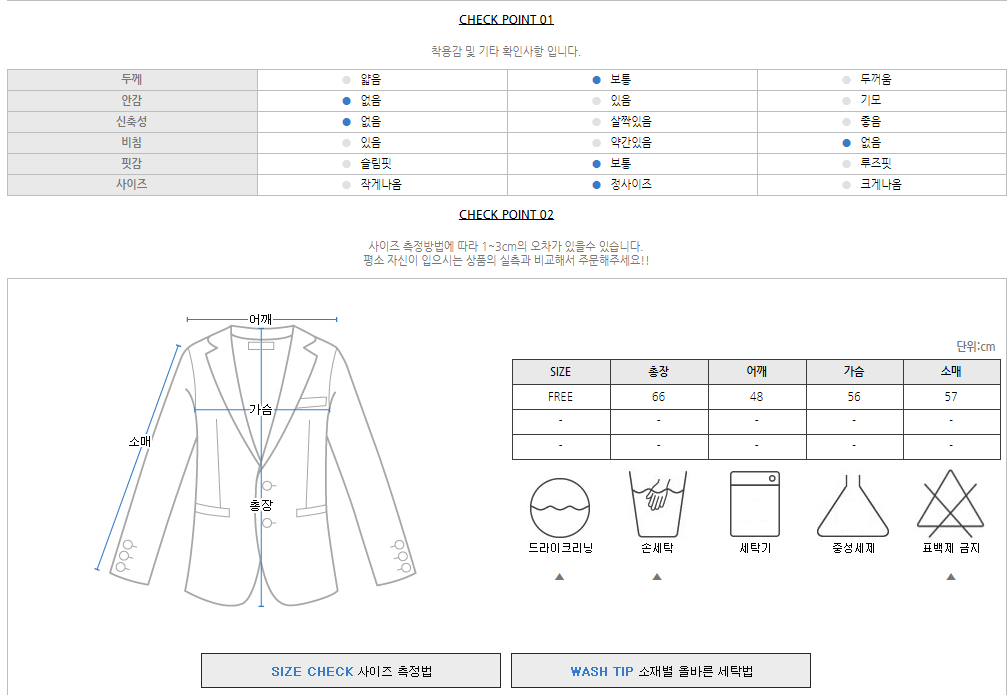 CHECK POINT 01
착용감 및 기타 확인사항 입니다.
두께 얇음 보통 두꺼움
안감 없음 있음 기모
신축성 없음 살짝있음 좋음
비침 있음 약간있음 없음
핏감 슬림핏 보통 루즈핏
사이즈 작게나옴 정사이즈 크게나옴
CHECK POINT 02
사이즈 측정방법에 따라 1~3cm의 오차가 있을수 있습니다.
평소 자신이 입으시는 상품의 실측과 비교해서 주문해주세요!!
어깨
가슴
소매
총장
단위:cm
SIZE 총장 어깨 가슴 소매
FREE 66 48 56 57
- - - - -
- - - - -
드라이크리닝 손세탁 세탁기 중성세제 표백제 금지
▲ ▲ ▲
SIZE CHECK 사이즈 측정법
WASH TIP 소재별 올바른 세탁법